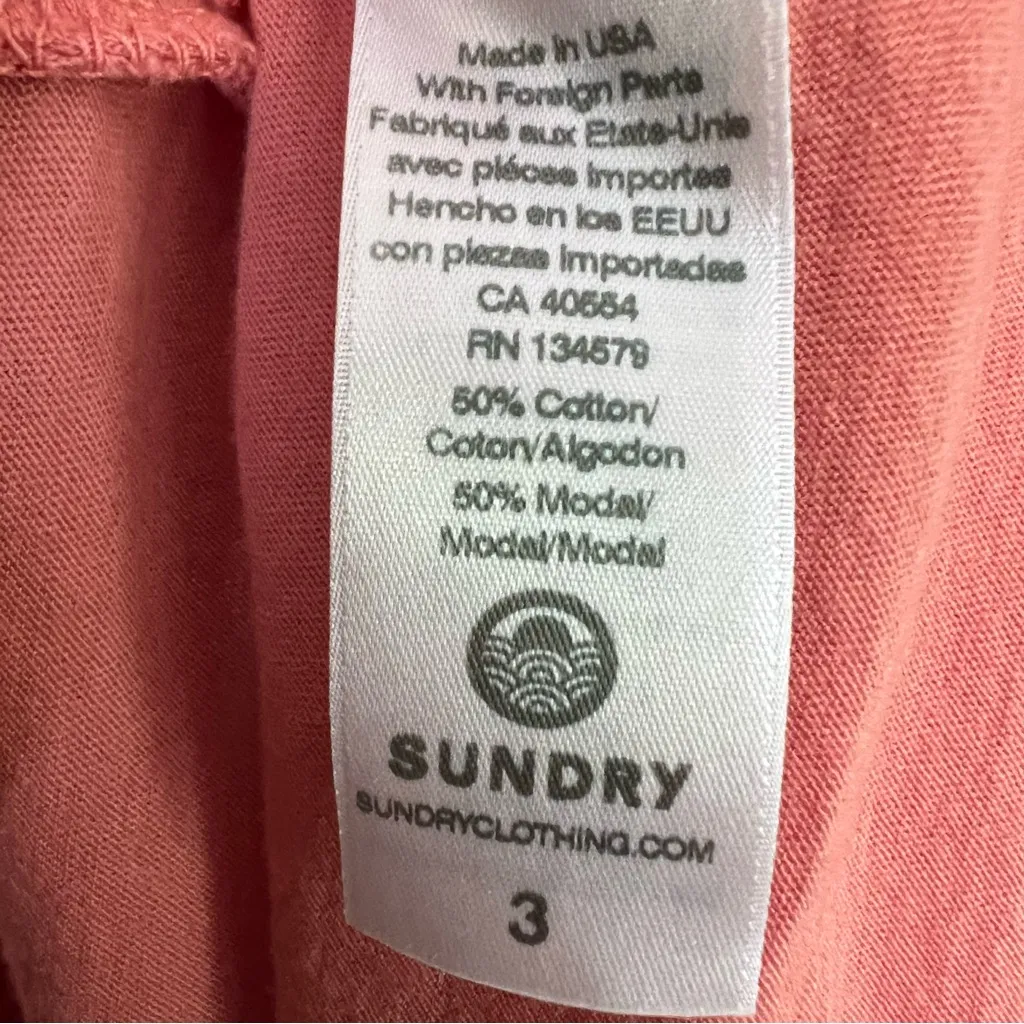 Made in USA
With Foreign Parts
Fabriqué aux Etats-Unis
avec piéces importes
Hencho en los EEUU
con piezas importadas
CA 40554
RN 134579
50% Cotton/
Coton/Algodon
50% Modal/
Modal/Modal
SUNDRY
SUNDRYCLOTHING.COM
3